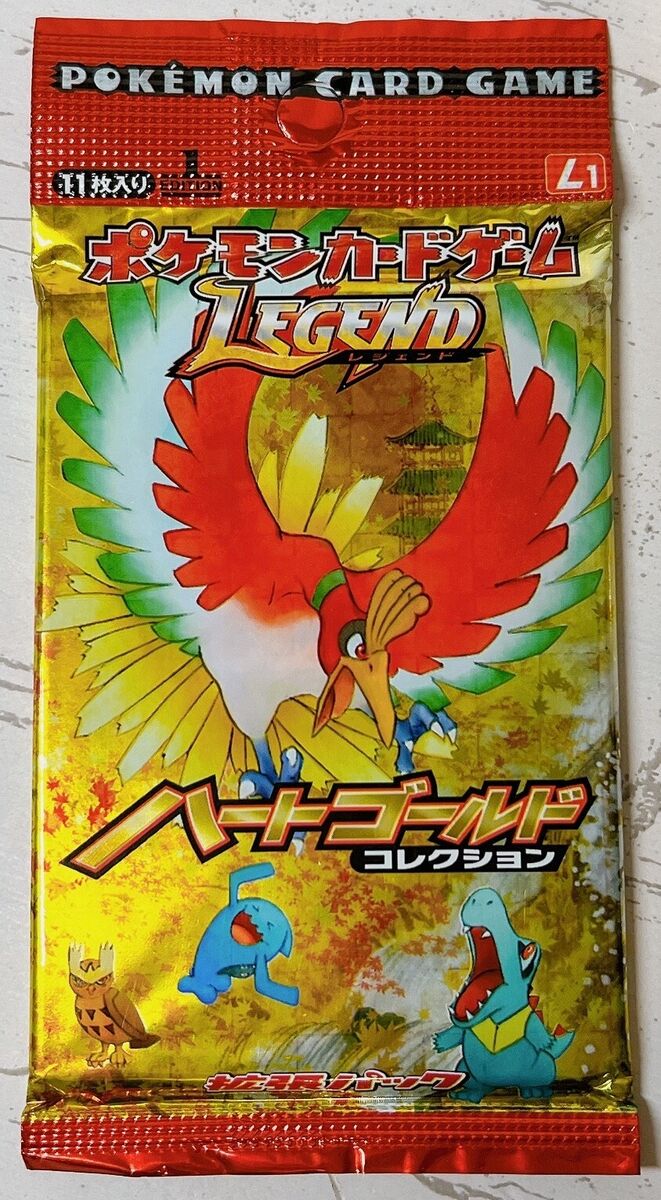 POKÉMON CARD GAME
11枚入り 1 EDITION L1
ポケモンカードゲーム™
LEGEND
レジェンド
ハートゴールド
コレクション
拡張パック